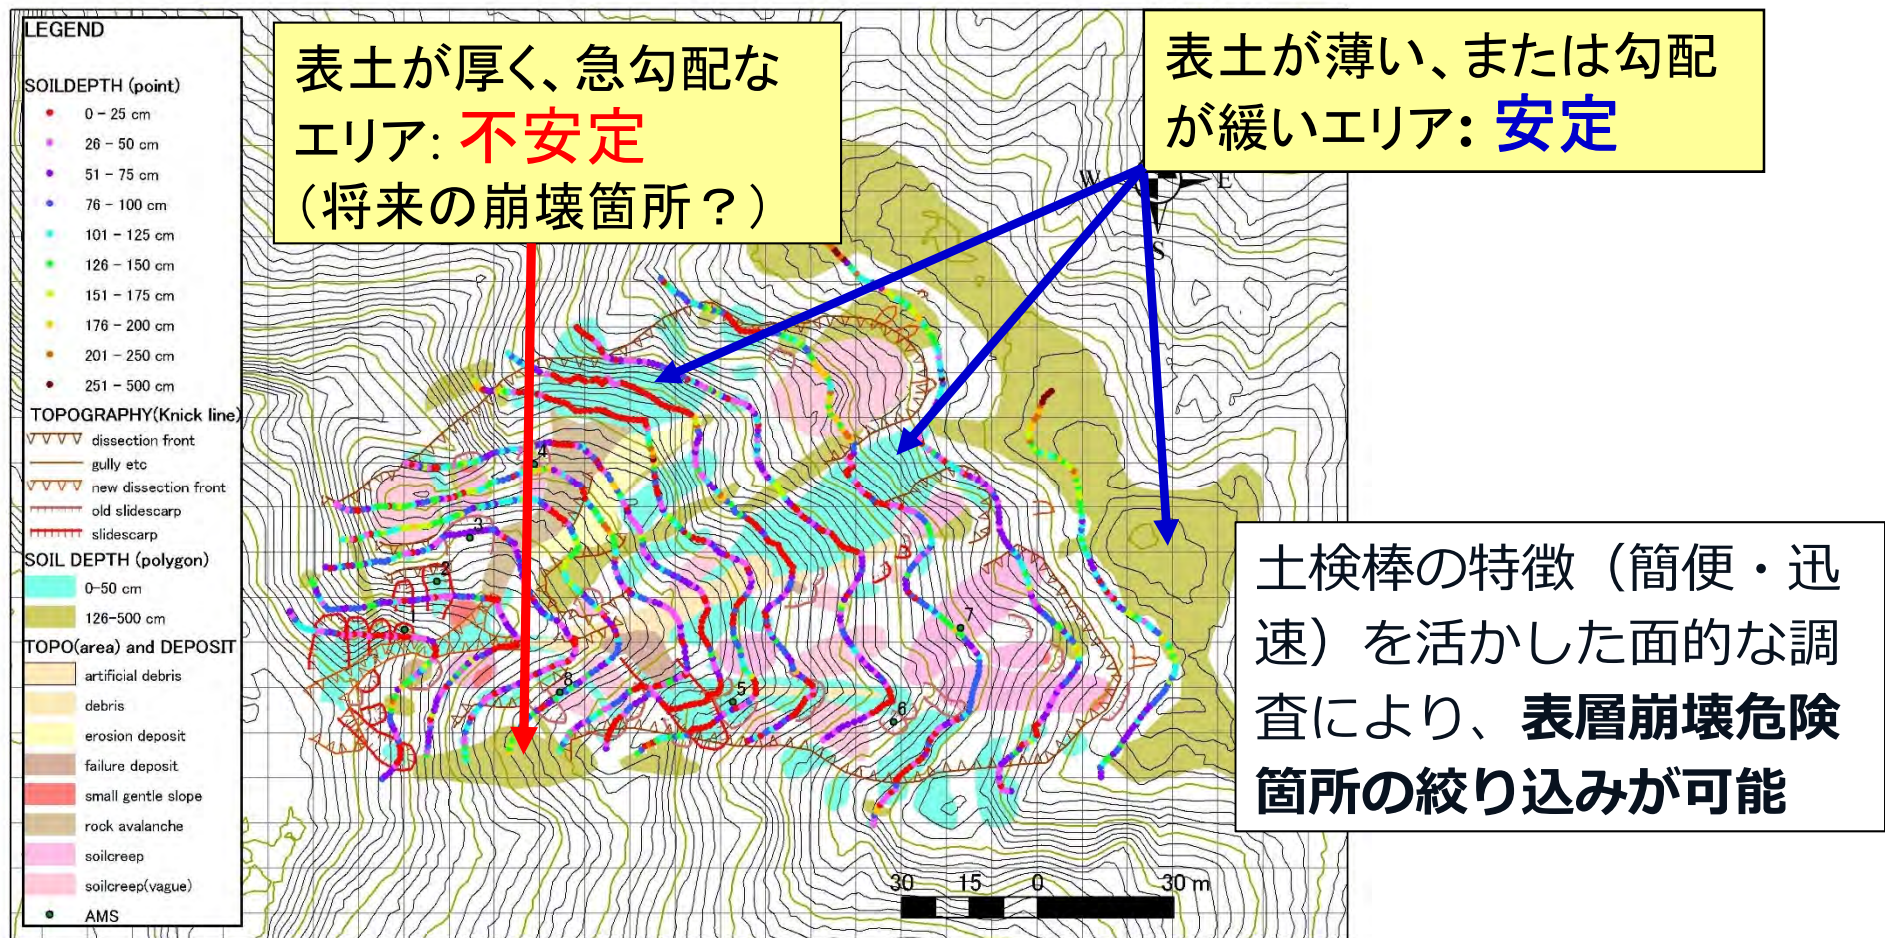 LEGEND
SOILDEPTH (point)
0 - 25 cm
26 - 50 cm
51 - 75 cm
76 - 100 cm
101 - 125 cm
126 - 150 cm
151 - 175 cm
176 - 200 cm
201 - 250 cm
251 - 500 cm
TOPOGRAPHY(Knick line)
dissection front
gully etc
new dissection front
old slidescarp
slidescarp
SOIL DEPTH (polygon)
0-50 cm
126-500 cm
TOPO(area) and DEPOSIT
artificial debris
debris
erosion deposit
failure deposit
small gentle slope
rock avalanche
soilcreep
soilcreep(vague)
AMS
表土が厚く、急勾配な
エリア: 不安定
（将来の崩壊箇所？）
表土が薄い、または勾配
が緩いエリア: 安定
W
E
S
4
3
2
1
8
5
6
7
土検棒の特徴（簡便・迅
速）を活かした面的な調
査により、表層崩壊危険
箇所の絞り込みが可能
30 15 0 30 m